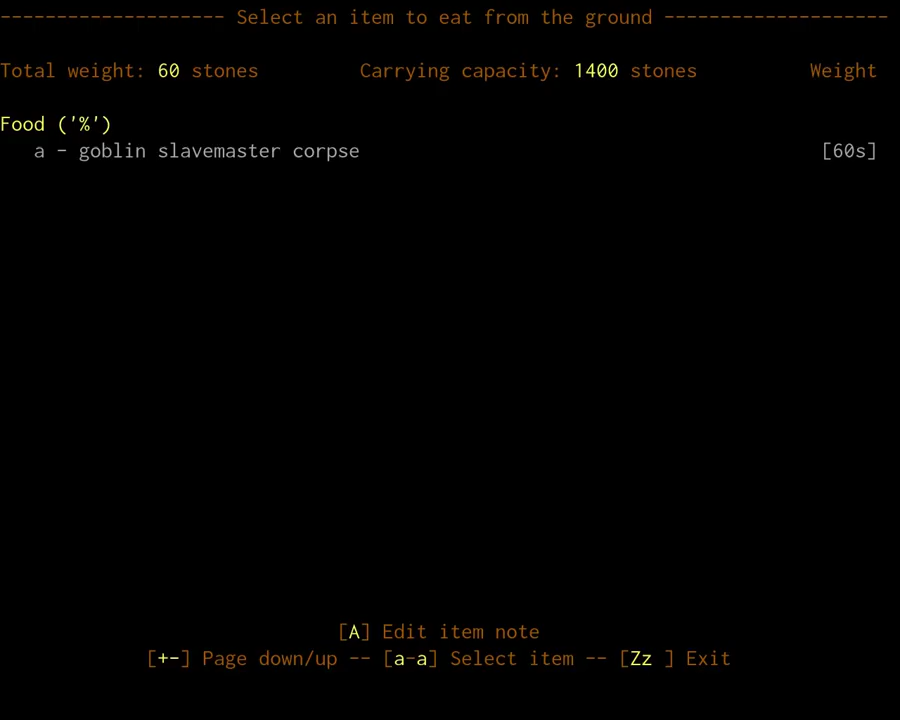 -------------------- Select an item to eat from the ground --------------------
Total weight: 60 stones Carrying capacity: 1400 stones Weight
Food ('%')
a - goblin slavemaster corpse [60s]
[A] Edit item note
[+-] Page down/up -- [a-a] Select item -- [Zz ] Exit